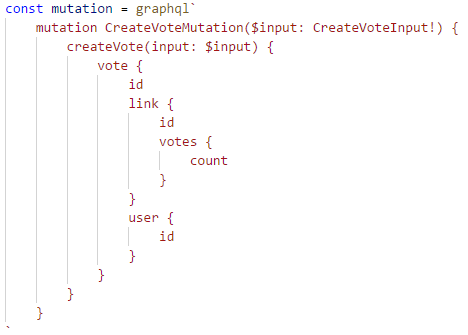 const mutation = graphql`
    mutation CreateVoteMutation($input: CreateVoteInput!) {
        createVote(input: $input) {
            vote {
                id
                link {
                    id
                    votes {
                        count
                    }
                }
                user {
                    id
                }
            }
        }
    }
`